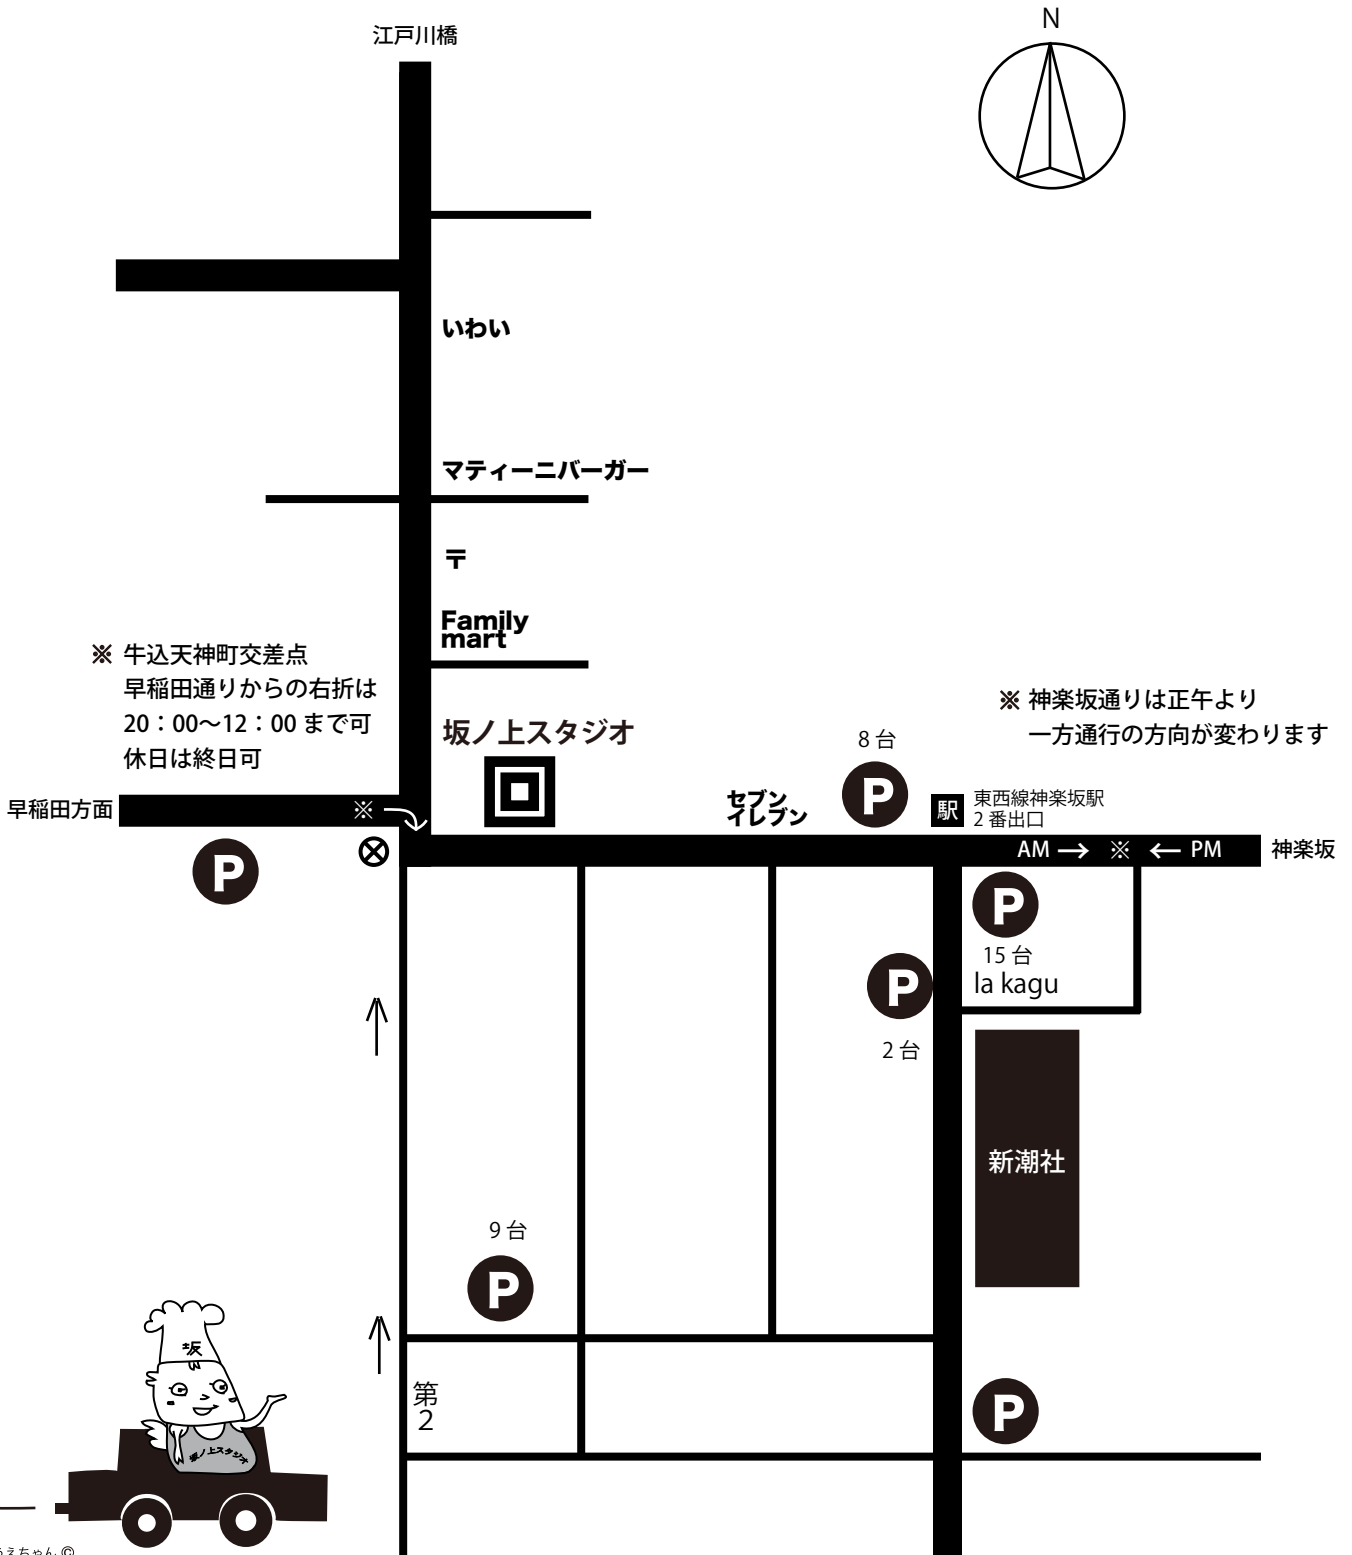 N
江戸川橋
いわい
マティーニバーガー
〒
Family
mart
※ 牛込天神町交差点
早稲田通りからの右折は
20：00〜12：00 まで可
休日は終日可
坂ノ上スタジオ
※ 神楽坂通りは正午より
一方通行の方向が変わります
8 台
P
セブン
イレブン
駅
東西線神楽坂駅
2 番出口
早稲田方面
※
AM → ※ ← PM
神楽坂
P
P
15 台
la kagu
P
2 台
新潮社
9 台
P
第
2
P
坂
坂ノ上スタジオ
えちゃん ©